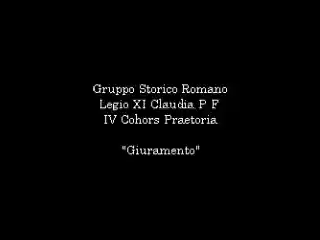 Gruppo Storico Romano
Legio XI Claudia P F
IV Cohors Praetoria
"Giuramento"